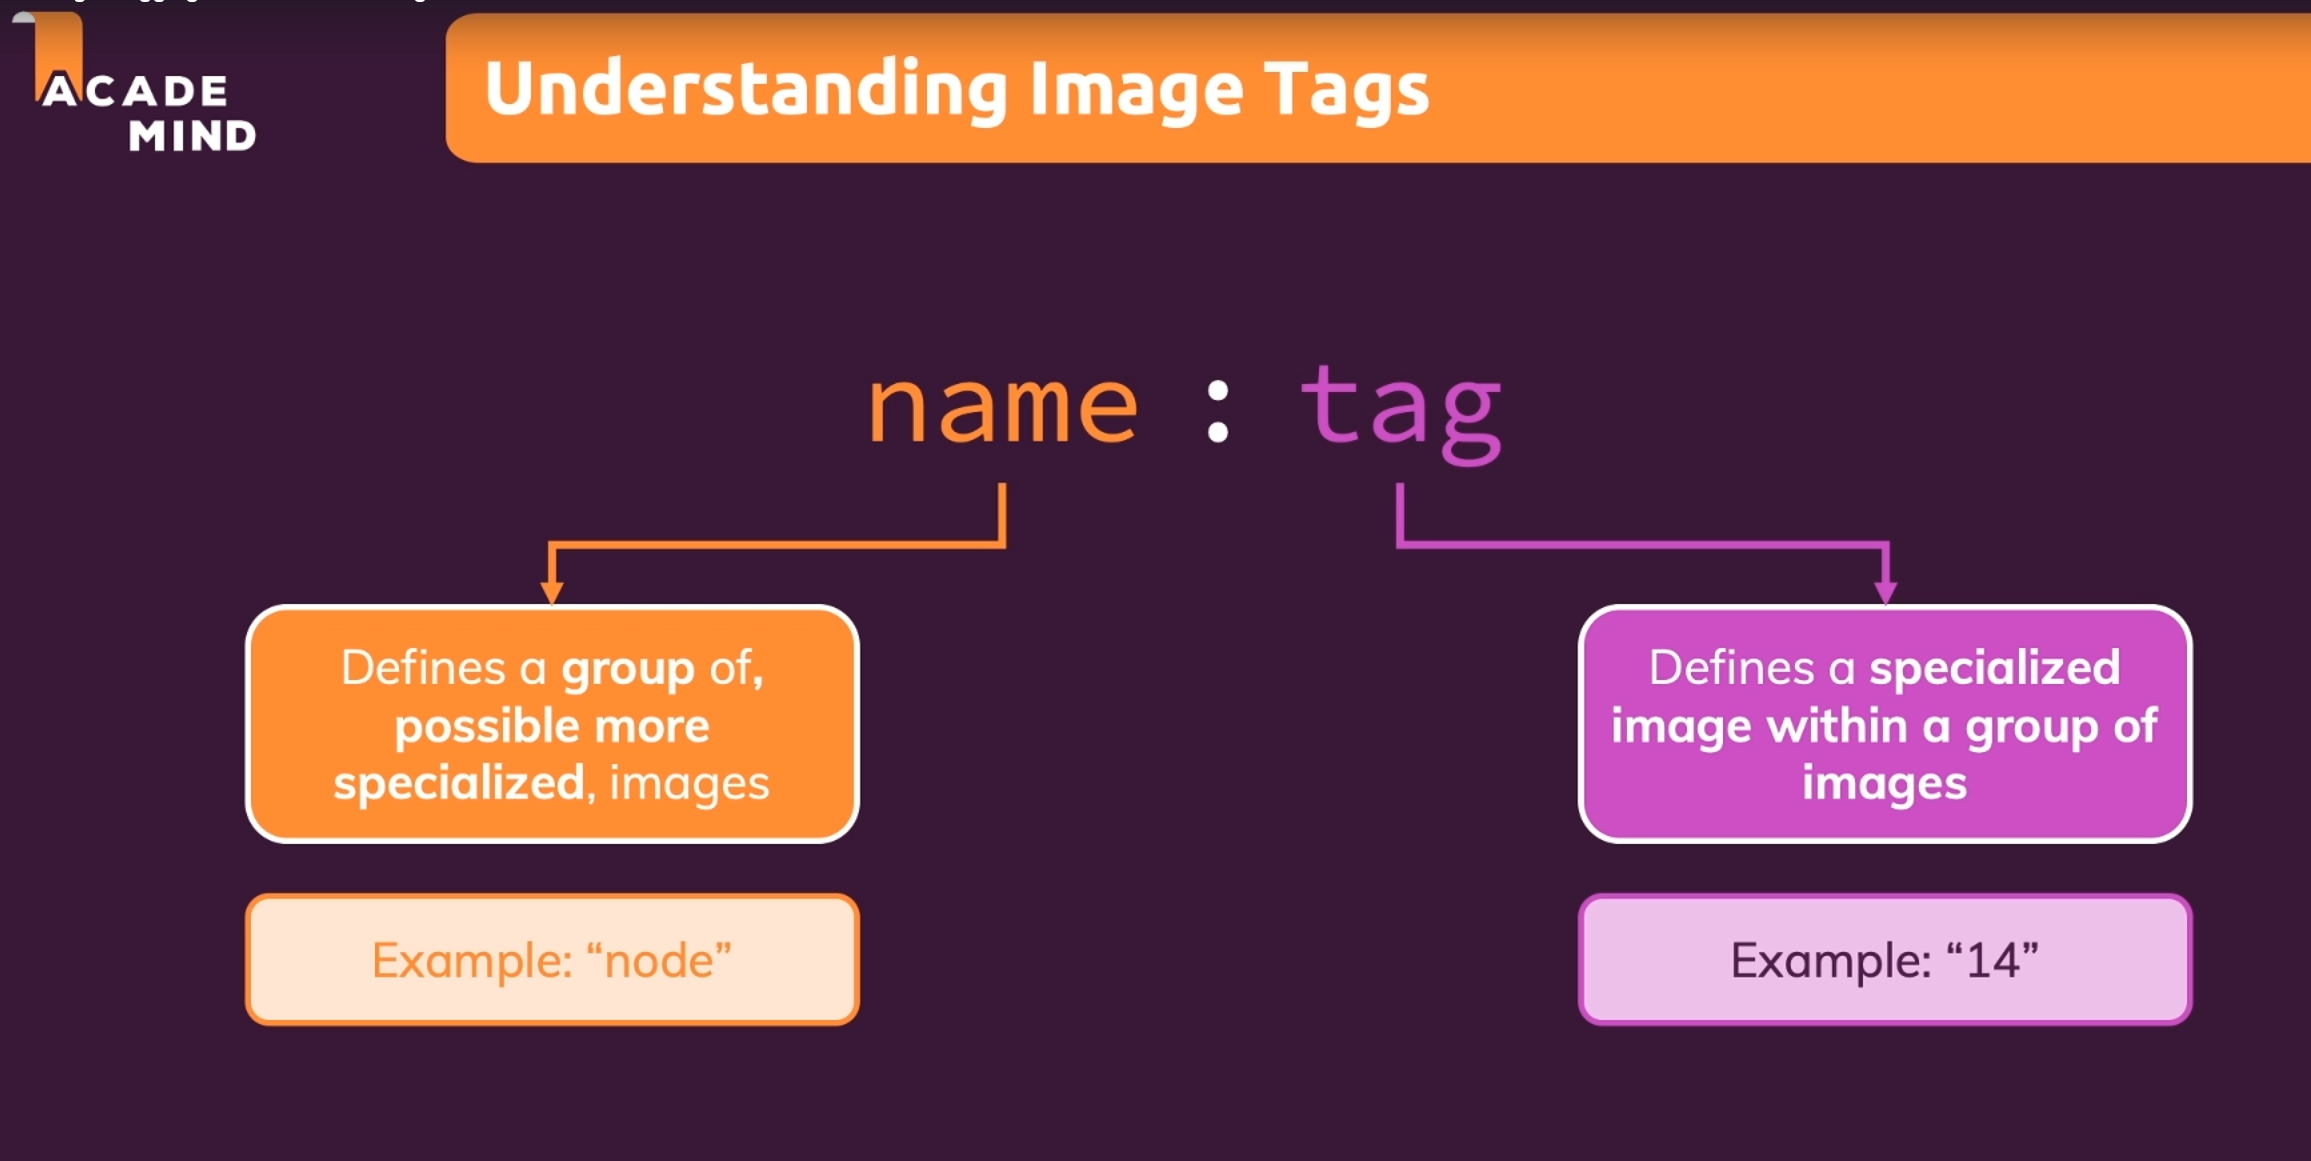 ACADE
MIND
Understanding Image Tags
name : tag
Defines a group of,
possible more
specialized, images
Defines a specialized
image within a group of
images
Example: “node”
Example: “14”